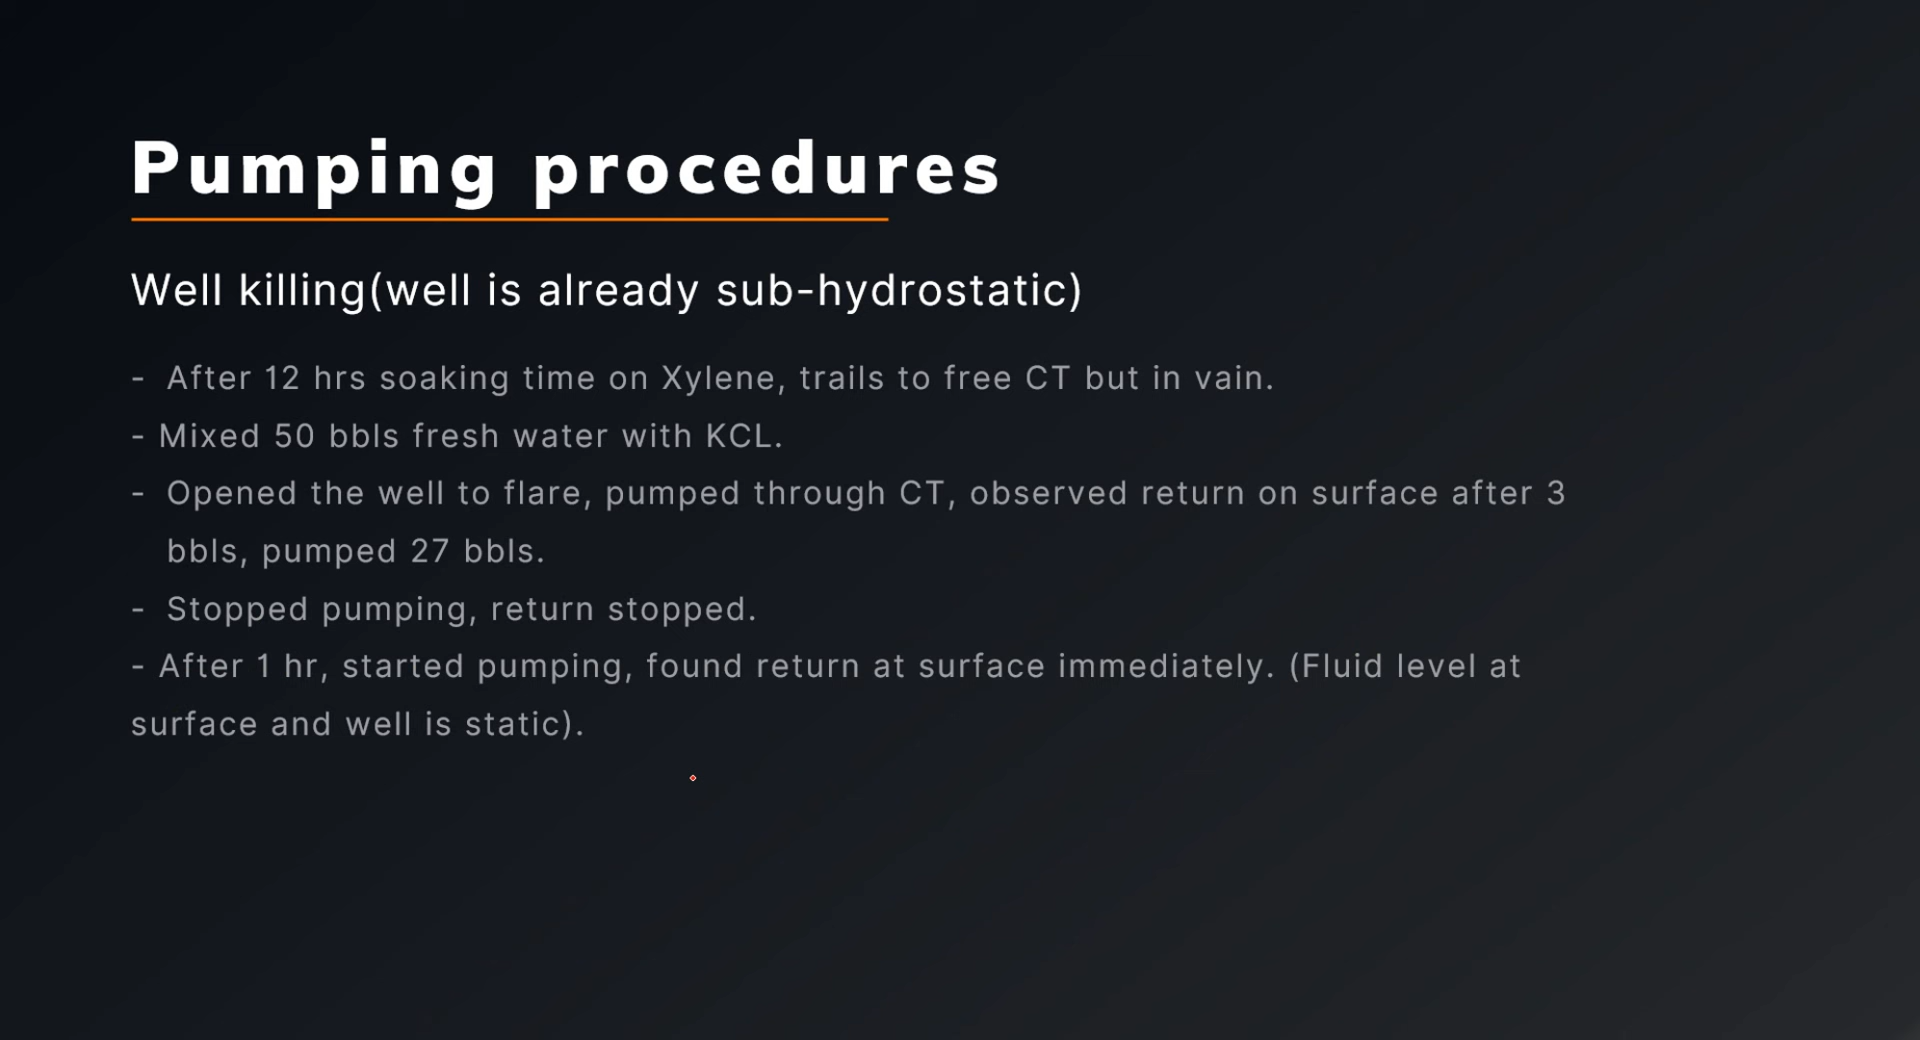 Pumping procedures
Well killing(well is already sub-hydrostatic)
- After 12 hrs soaking time on Xylene, trails to free CT but in vain.
- Mixed 50 bbls fresh water with KCL.
- Opened the well to flare, pumped through CT, observed return on surface after 3
bbls, pumped 27 bbls.
- Stopped pumping, return stopped.
- After 1 hr, started pumping, found return at surface immediately. (Fluid level at
surface and well is static).